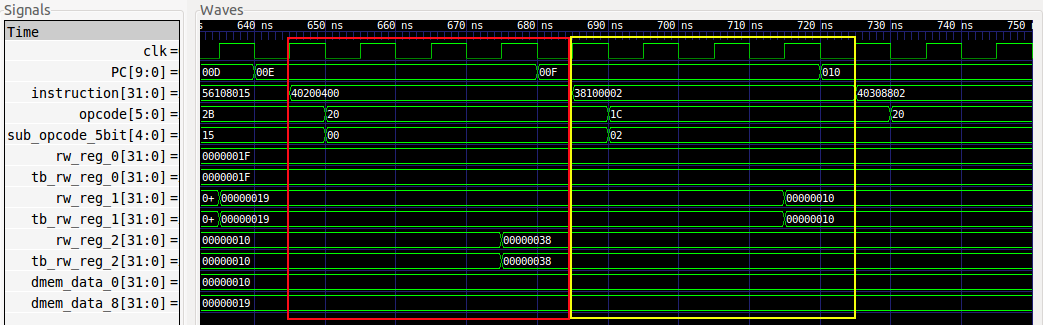 Signals
Waves
Time
s 640 ns 650 ns 660 ns 670 ns 680 ns 690 ns 700 ns 710 ns 720 ns 730 ns 740 ns 750
clk=
PC[9:0]= 00D 00E 00F 010
instruction[31:0]= 56108015 40200400 38100002 40308802
opcode[5:0]= 2B 20 1C 20
sub_opcode_5bit[4:0]= 15 00 02
rw_reg_0[31:0]= 0000001F
tb_rw_reg_0[31:0]= 0000001F
rw_reg_1[31:0]= 0+ 00000019 00000010
tb_rw_reg_1[31:0]= 0+ 00000019 00000010
rw_reg_2[31:0]= 00000010 00000038
tb_rw_reg_2[31:0]= 00000010 00000038
dmem_data_0[31:0]= 00000010
dmem_data_8[31:0]= 00000019